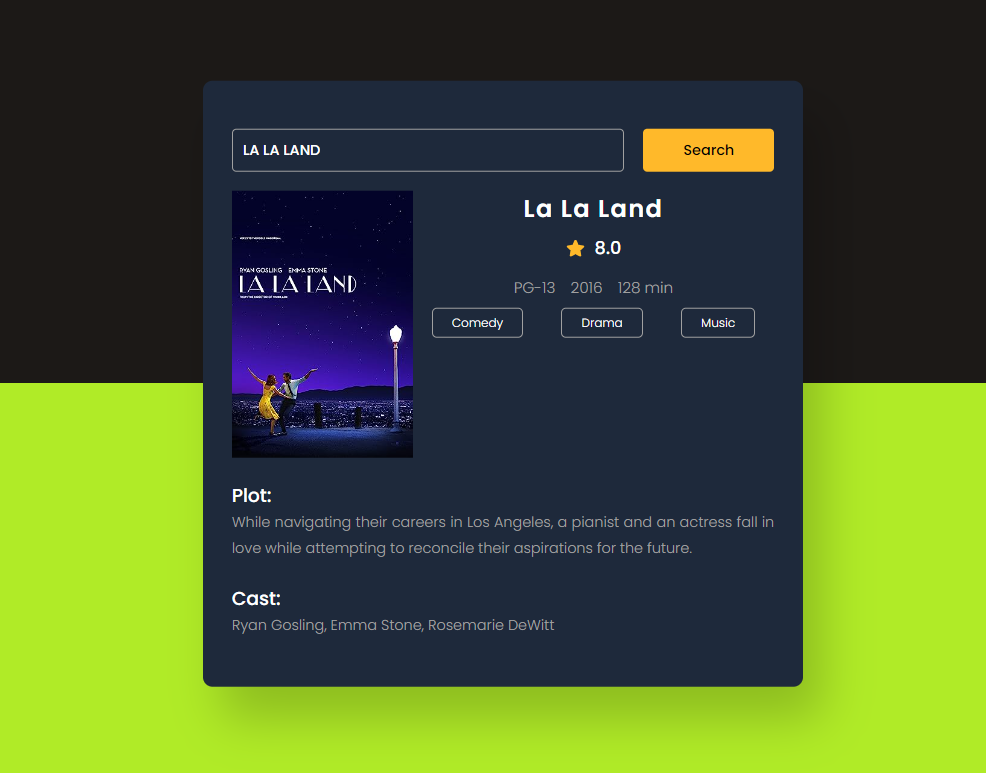 LA LA LAND
Search
RYAN GOSLING EMMA STONE
LA LA LAND
La La Land
8.0
PG-13 2016 128 min
Comedy Drama Music
Plot:
While navigating their careers in Los Angeles, a pianist and an actress fall in
love while attempting to reconcile their aspirations for the future.
Cast:
Ryan Gosling, Emma Stone, Rosemarie DeWitt